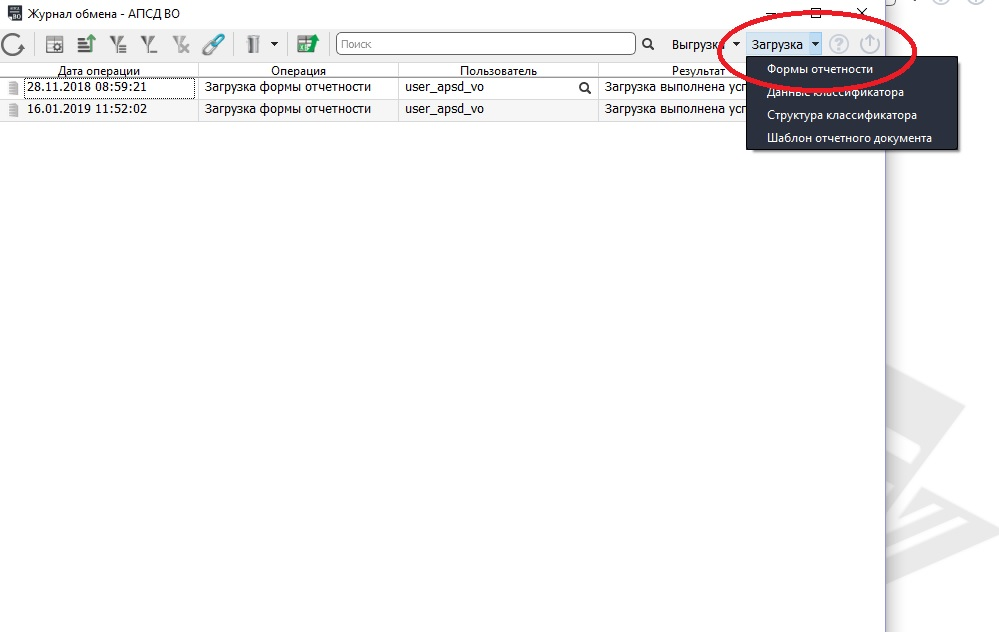 Журнал обмена - АПСД ВО
Поиск
Выгрузка
Загрузка
Формы отчетности
Данные классификатора
Структура классификатора
Шаблон отчетного документа
Дата операции Операция Пользователь Результат
28.11.2018 08:59:21 Загрузка формы отчетности user_apsd_vo Загрузка выполнена усп
16.01.2019 11:52:02 Загрузка формы отчетности user_apsd_vo Загрузка выполнена усп